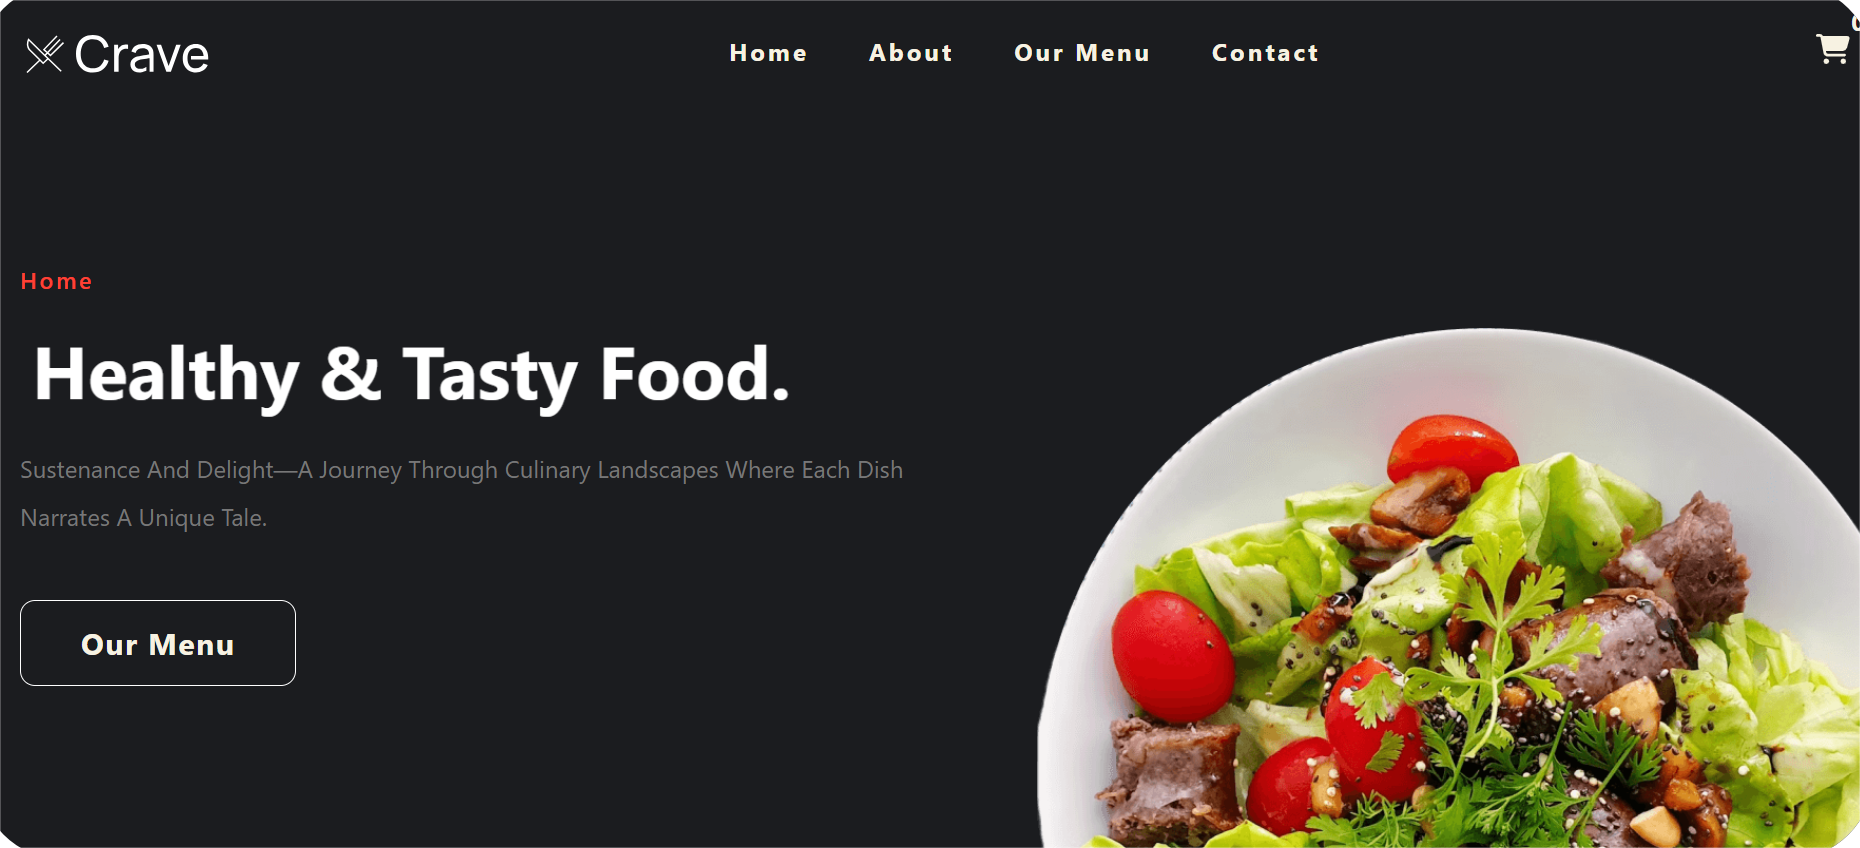 Crave
Home About Our Menu Contact
Home
Healthy & Tasty Food.
Sustenance And Delight—A Journey Through Culinary Landscapes Where Each Dish
Narrates A Unique Tale.
Our Menu